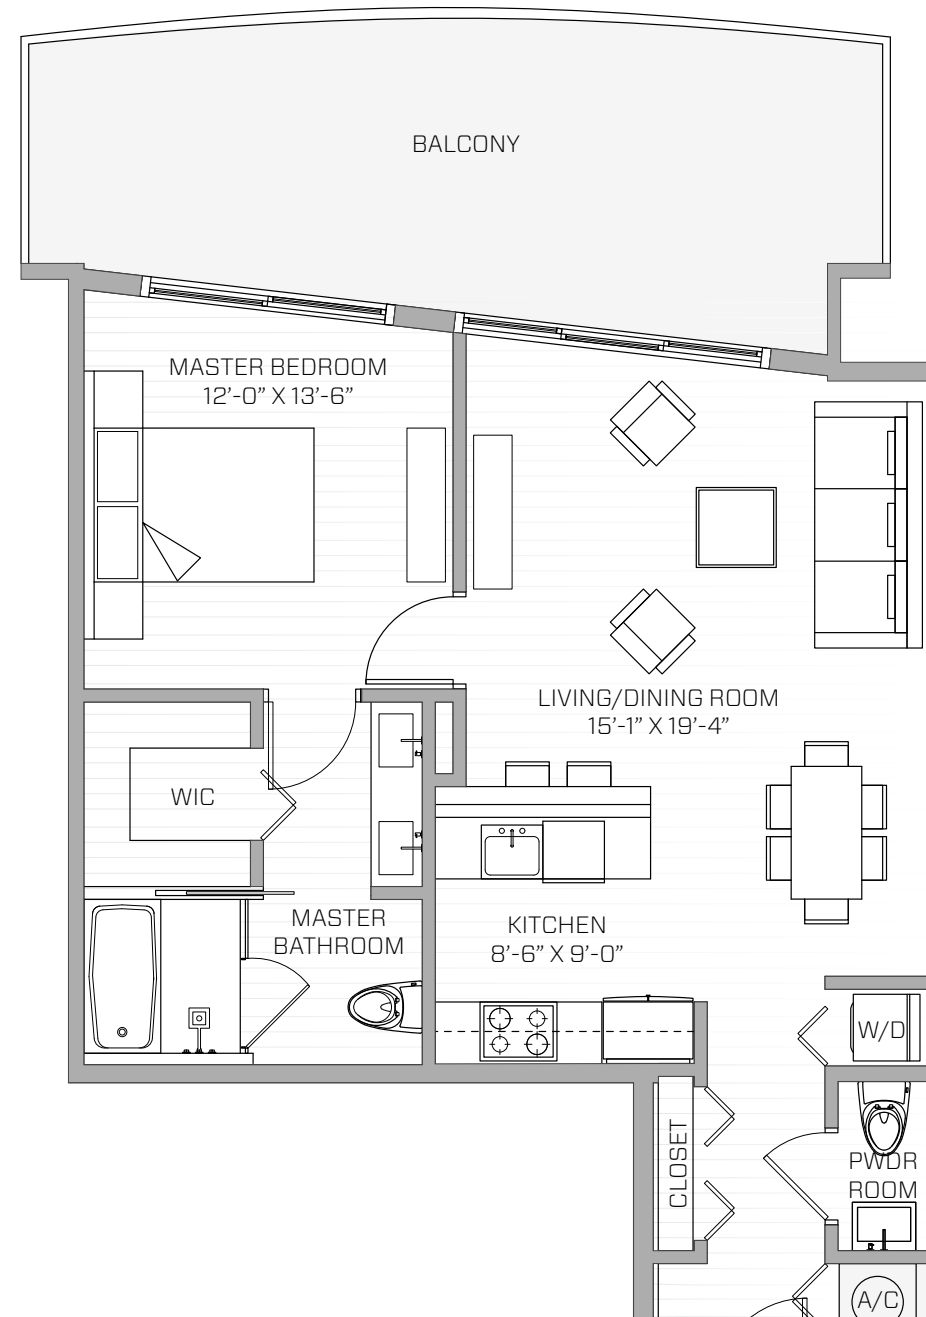 BALCONY
MASTER BEDROOM
12’-0” X 13’-6”
LIVING/DINING ROOM
15’-1” X 19’-4”
WIC
MASTER
BATHROOM
KITCHEN
8’-6” X 9’-0”
W/D
CLOSET
PWDR
ROOM
A/C